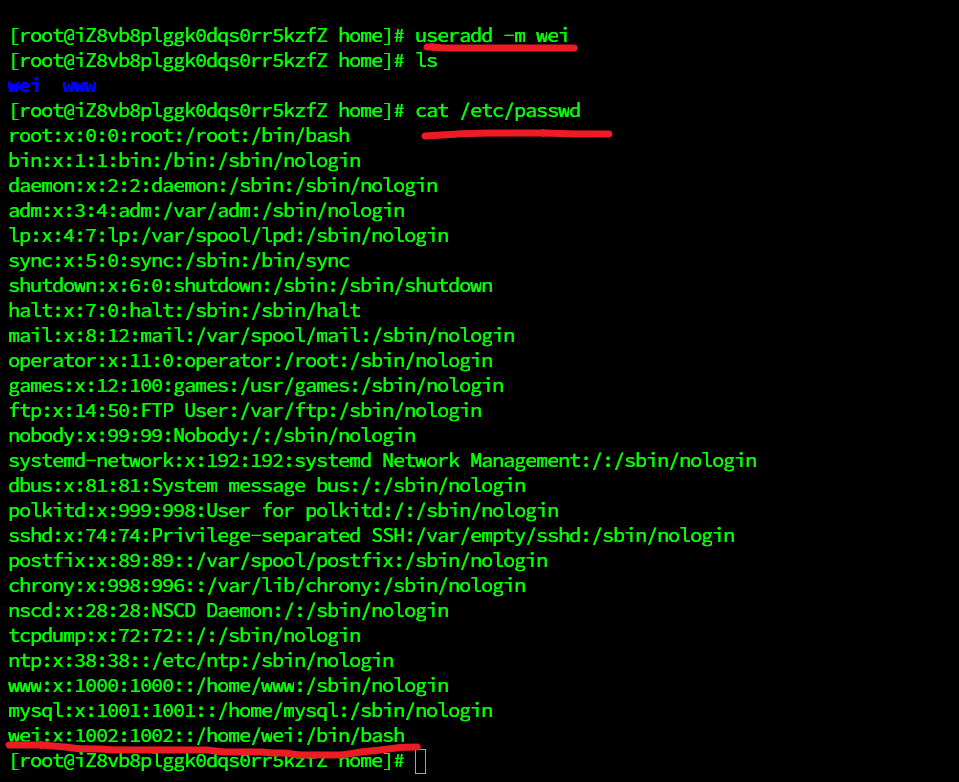 [root@iZ8vb8plggk0dqs0rr5kzfZ home]# useradd -m wei
[root@iZ8vb8plggk0dqs0rr5kzfZ home]# ls
wei  www
[root@iZ8vb8plggk0dqs0rr5kzfZ home]# cat /etc/passwd
root:x:0:0:root:/root:/bin/bash
bin:x:1:1:bin:/bin:/sbin/nologin
daemon:x:2:2:daemon:/sbin:/sbin/nologin
adm:x:3:4:adm:/var/adm:/sbin/nologin
lp:x:4:7:lp:/var/spool/lpd:/sbin/nologin
sync:x:5:0:sync:/sbin:/bin/sync
shutdown:x:6:0:shutdown:/sbin:/sbin/shutdown
halt:x:7:0:halt:/sbin:/sbin/halt
mail:x:8:12:mail:/var/spool/mail:/sbin/nologin
operator:x:11:0:operator:/root:/sbin/nologin
games:x:12:100:games:/usr/games:/sbin/nologin
ftp:x:14:50:FTP User:/var/ftp:/sbin/nologin
nobody:x:99:99:Nobody:/:/sbin/nologin
systemd-network:x:192:192:systemd Network Management:/:/sbin/nologin
dbus:x:81:81:System message bus:/:/sbin/nologin
polkitd:x:999:998:User for polkitd:/:/sbin/nologin
sshd:x:74:74:Privilege-separated SSH:/var/empty/sshd:/sbin/nologin
postfix:x:89:89::/var/spool/postfix:/sbin/nologin
chrony:x:998:996::/var/lib/chrony:/sbin/nologin
nscd:x:28:28:NSCD Daemon:/:/sbin/nologin
tcpdump:x:72:72::/:/sbin/nologin
ntp:x:38:38::/etc/ntp:/sbin/nologin
www:x:1000:1000::/home/www:/sbin/nologin
mysql:x:1001:1001::/home/mysql:/sbin/nologin
wei:x:1002:1002::/home/wei:/bin/bash
[root@iZ8vb8plggk0dqs0rr5kzfZ home]#